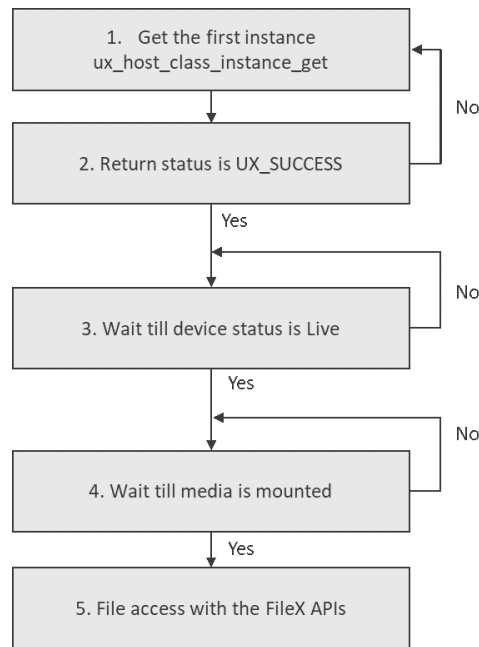 1. Get the first instance
ux_host_class_instance_get
No
2. Return status is UX_SUCCESS
Yes
No
3. Wait till device status is Live
Yes
No
4. Wait till media is mounted
Yes
5. File access with the FileX APIs